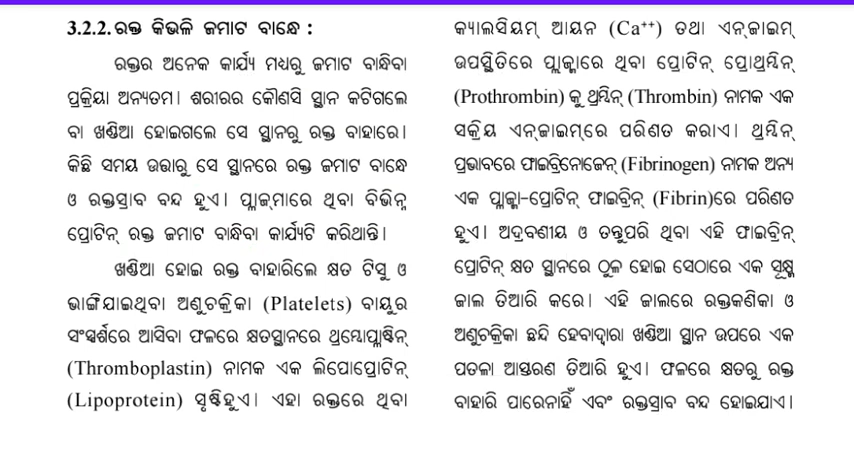 3.2.2. ରକ୍ତ କିଭଳି ଜମାଟ ବାନ୍ଧେ :
ରକ୍ତର ଅନେକ କାର୍ଯ୍ୟ ମଧ୍ୟରୁ ଜମାଟ ବାନ୍ଧିବା
ପ୍ରକ୍ରିୟା ଅନ୍ୟତମ। ଶରୀରର କୌଣସି ସ୍ଥାନ କଟିଗଲେ
ବା ଖଣ୍ଡିଆ ହୋଇଗଲେ ସେ ସ୍ଥାନରୁ ରକ୍ତ ବାହାରେ।
କିଛି ସମୟ ଉତ୍ତାରୁ ସେ ସ୍ଥାନରେ ରକ୍ତ ଜମାଟ ବାନ୍ଧେ
ଓ ରକ୍ତସ୍ରାବ ବନ୍ଦ ହୁଏ। ପ୍ଲାଜ୍‌ମାରେ ଥିବା ବିଭିନ୍ନ
ପ୍ରୋଟିନ୍ ରକ୍ତ ଜମାଟ ବାନ୍ଧିବା କାର୍ଯ୍ୟଟି କରିଥାନ୍ତି।
ଖଣ୍ଡିଆ ହୋଇ ରକ୍ତ ବାହାରିଲେ କ୍ଷତ ଟିସୁ ଓ
ଭାଙ୍ଗିଯାଇଥିବା ଅଣୁଚକ୍ରିକା (Platelets) ବାୟୁର
ସଂସ୍ପର୍ଶରେ ଆସିବା ଫଳରେ କ୍ଷତସ୍ଥାନରେ ଥ୍ରମ୍ବୋପ୍ଲାଷ୍ଟିନ୍
(Thromboplastin) ନାମକ ଏକ ଲିପୋପ୍ରୋଟିନ୍
(Lipoprotein) ସୃଷ୍ଟିହୁଏ। ଏହା ରକ୍ତରେ ଥିବା
କ୍ୟାଲସିୟମ୍ ଆୟନ (Ca⁺⁺) ତଥା ଏନ୍‌ଜାଇମ୍
ଉପସ୍ଥିତିରେ ପ୍ଲାଜ୍ମାରେ ଥିବା ପ୍ରୋଟିନ୍ ପ୍ରୋଥ୍ରମ୍ବିନ୍
(Prothrombin) କୁ ଥ୍ରମ୍ବିନ୍ (Thrombin) ନାମକ ଏକ
ସକ୍ରିୟ ଏନ୍‌ଜାଇମ୍‌ରେ ପରିଣତ କରାଏ। ଥ୍ରମ୍ବିନ୍
ପ୍ରଭାବରେ ଫାଇବ୍ରିନୋଜେନ୍ (Fibrinogen) ନାମକ ଅନ୍ୟ
ଏକ ପ୍ଲାଜ୍ମା-ପ୍ରୋଟିନ୍ ଫାଇବ୍ରିନ୍ (Fibrin)ରେ ପରିଣତ
ହୁଏ। ଅଦ୍ରବଣୀୟ ଓ ତନ୍ତୁପରି ଥିବା ଏହି ଫାଇବ୍ରିନ୍
ପ୍ରୋଟିନ୍ କ୍ଷତ ସ୍ଥାନରେ ଠୁଳ ହୋଇ ସେଠାରେ ଏକ ସୂକ୍ଷ୍ମ
ଜାଲ ତିଆରି କରେ। ଏହି ଜାଲରେ ରକ୍ତକଣିକା ଓ
ଅଣୁଚକ୍ରିକା ଛନ୍ଦି ହେବାଦ୍ୱାରା ଖଣ୍ଡିଆ ସ୍ଥାନ ଉପରେ ଏକ
ପତଳା ଆସ୍ତରଣ ତିଆରି ହୁଏ। ଫଳରେ କ୍ଷତରୁ ରକ୍ତ
ବାହାରି ପାରେନାହିଁ ଏବଂ ରକ୍ତସ୍ରାବ ବନ୍ଦ ହୋଇଯାଏ।